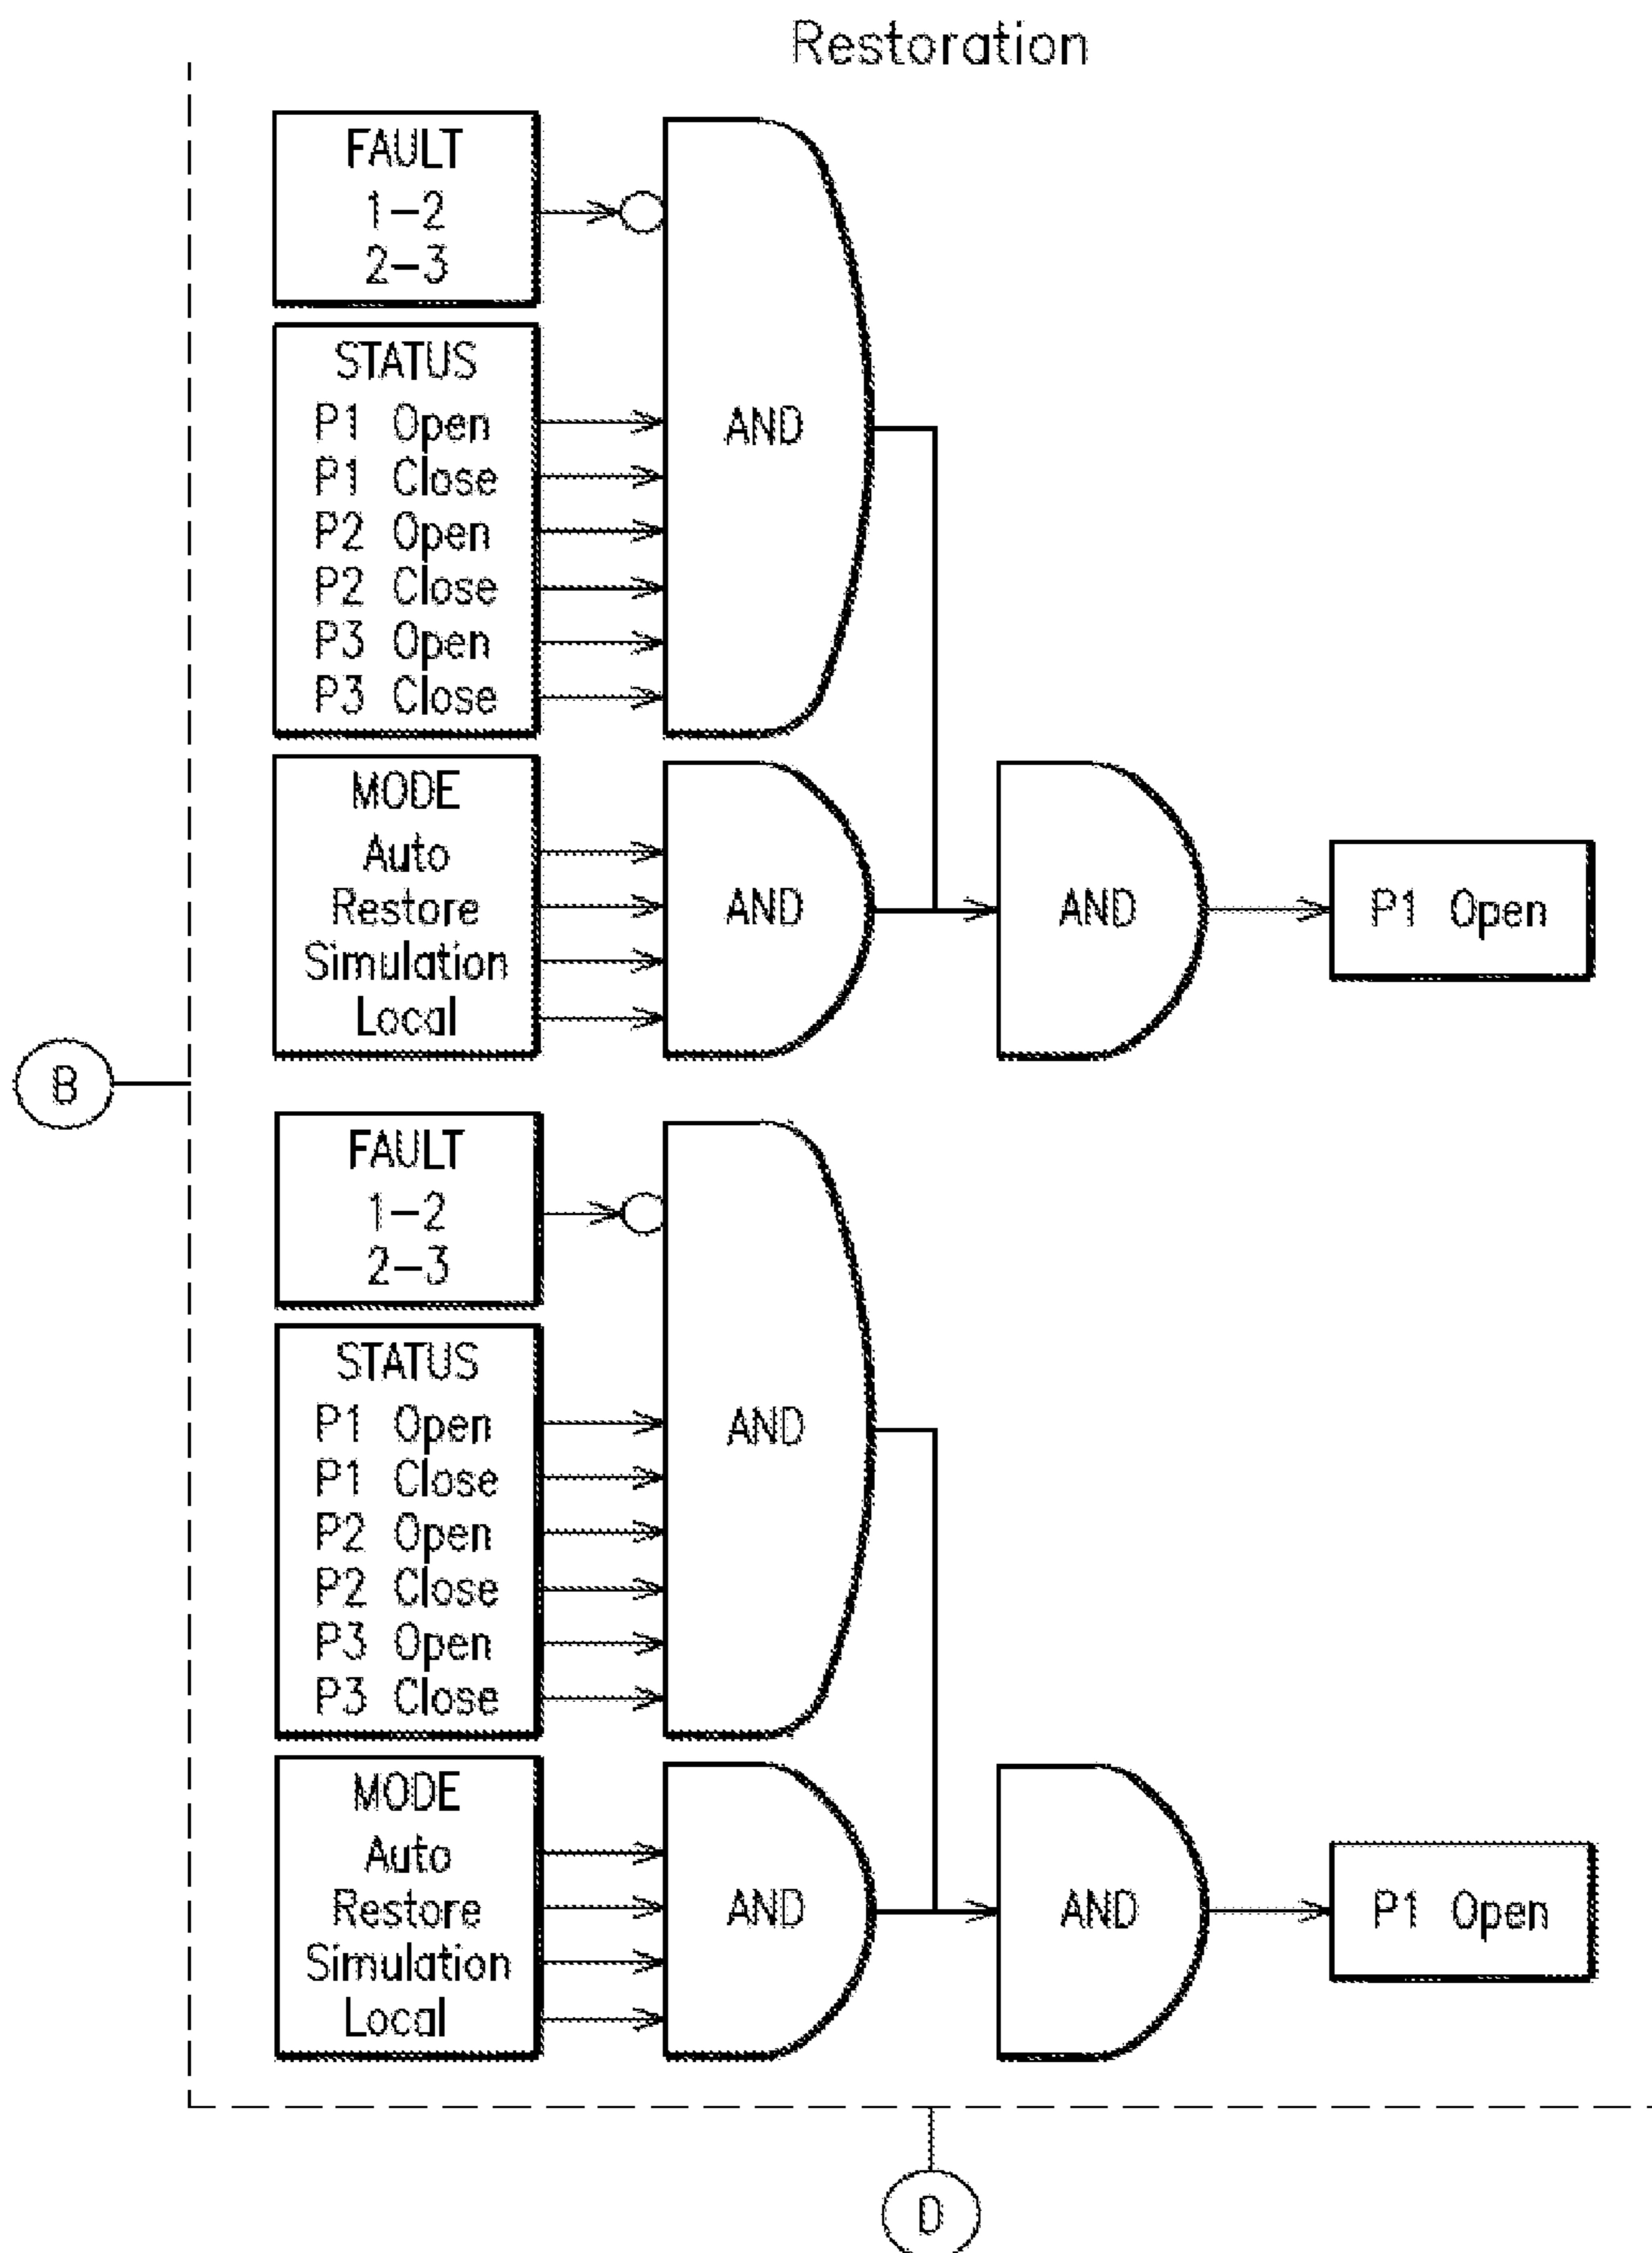 Restoration
FAULT
1-2
2-3
STATUS
P1 Open
P1 Close
P2 Open
P2 Close
P3 Open
P3 Close
AND
MODE
Auto
Restore
Simulation
Local
AND
AND
P1 Open
B
FAULT
1-2
2-3
STATUS
P1 Open
P1 Close
P2 Open
P2 Close
P3 Open
P3 Close
AND
MODE
Auto
Restore
Simulation
Local
AND
AND
P1 Open
D